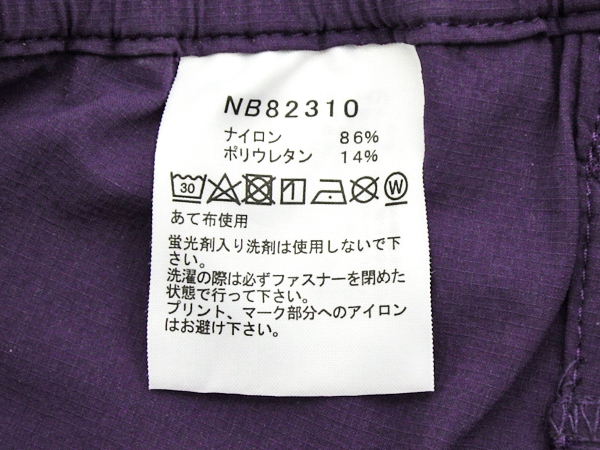 NB82310
ナイロン 86%
ポリウレタン 14%
30 W
あて布使用
蛍光剤入り洗剤は使用しないで下
さい。
洗濯の際は必ずファスナーを閉めた
状態で行って下さい。
プリント、マーク部分へのアイロン
はお避け下さい。